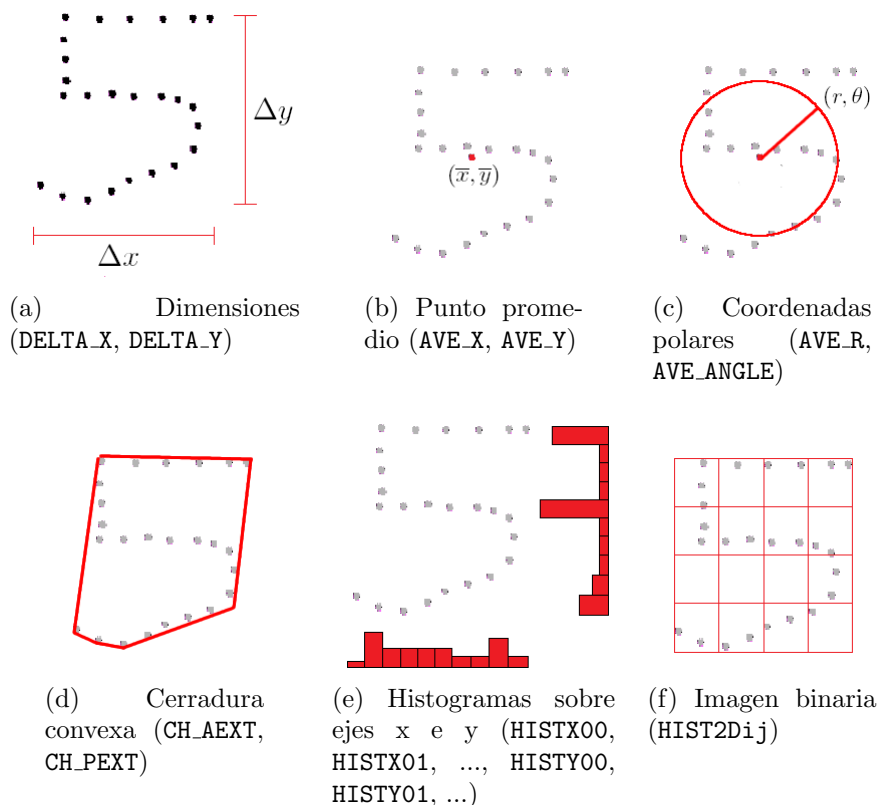 Δy
Δx
(x̅, y̅)
(r, θ)
(a) Dimensiones
(DELTA_X, DELTA_Y)
(b) Punto prome-
dio (AVE_X, AVE_Y)
(c) Coordenadas
polares (AVE_R,
AVE_ANGLE)
(d) Cerradura
convexa (CH_AEXT,
CH_PEXT)
(e) Histogramas sobre
ejes x e y (HISTX00,
HISTX01, ..., HISTY00,
HISTY01, ...)
(f) Imagen binaria
(HIST2Dij)